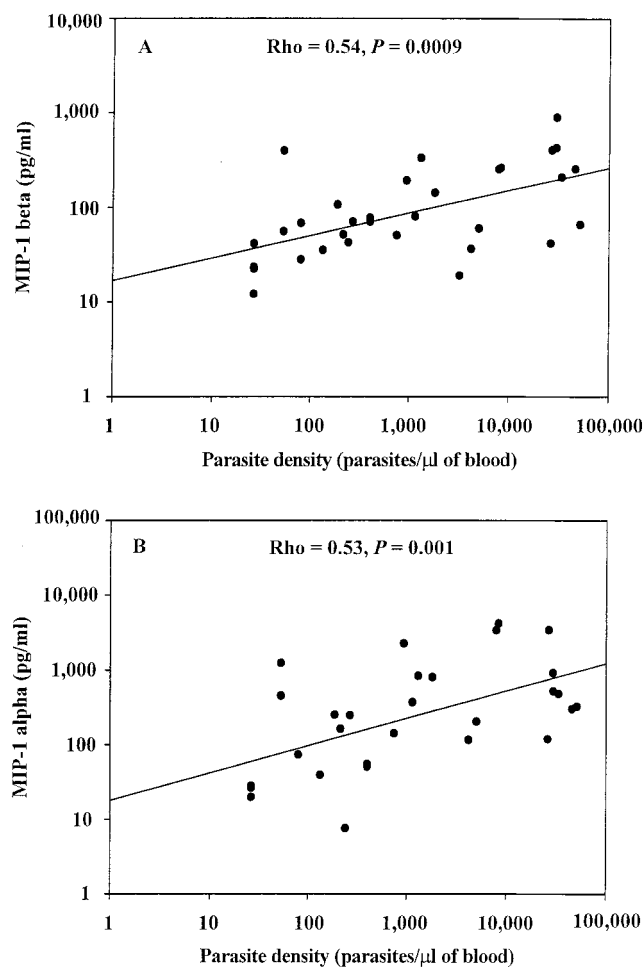 10,000
A
Rho = 0.54, P = 0.0009
1,000
100
10
1
MIP-1 beta (pg/ml)
1 10 100 1,000 10,000 100,000
Parasite density (parasites/μl of blood)
100,000
B
Rho = 0.53, P = 0.001
10,000
1,000
100
10
1
MIP-1 alpha (pg/ml)
1 10 100 1,000 10,000 100,000
Parasite density (parasites/μl of blood)